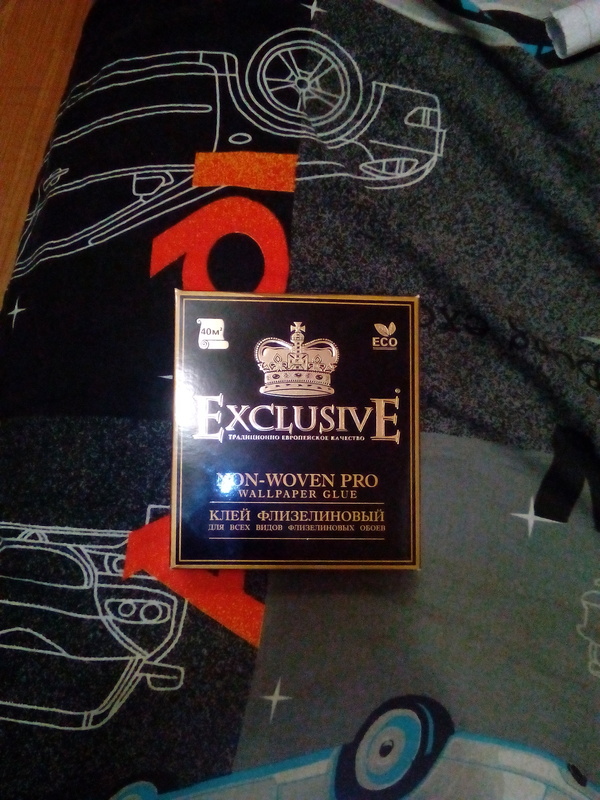 40м²
ECO
EXCLUSIVE®
ТРАДИЦИОННО ЕВРОПЕЙСКОЕ КАЧЕСТВО
NON-WOVEN PRO
WALLPAPER GLUE
КЛЕЙ ФЛИЗЕЛИНОВЫЙ
ДЛЯ ВСЕХ ВИДОВ ФЛИЗЕЛИНОВЫХ ОБОЕВ